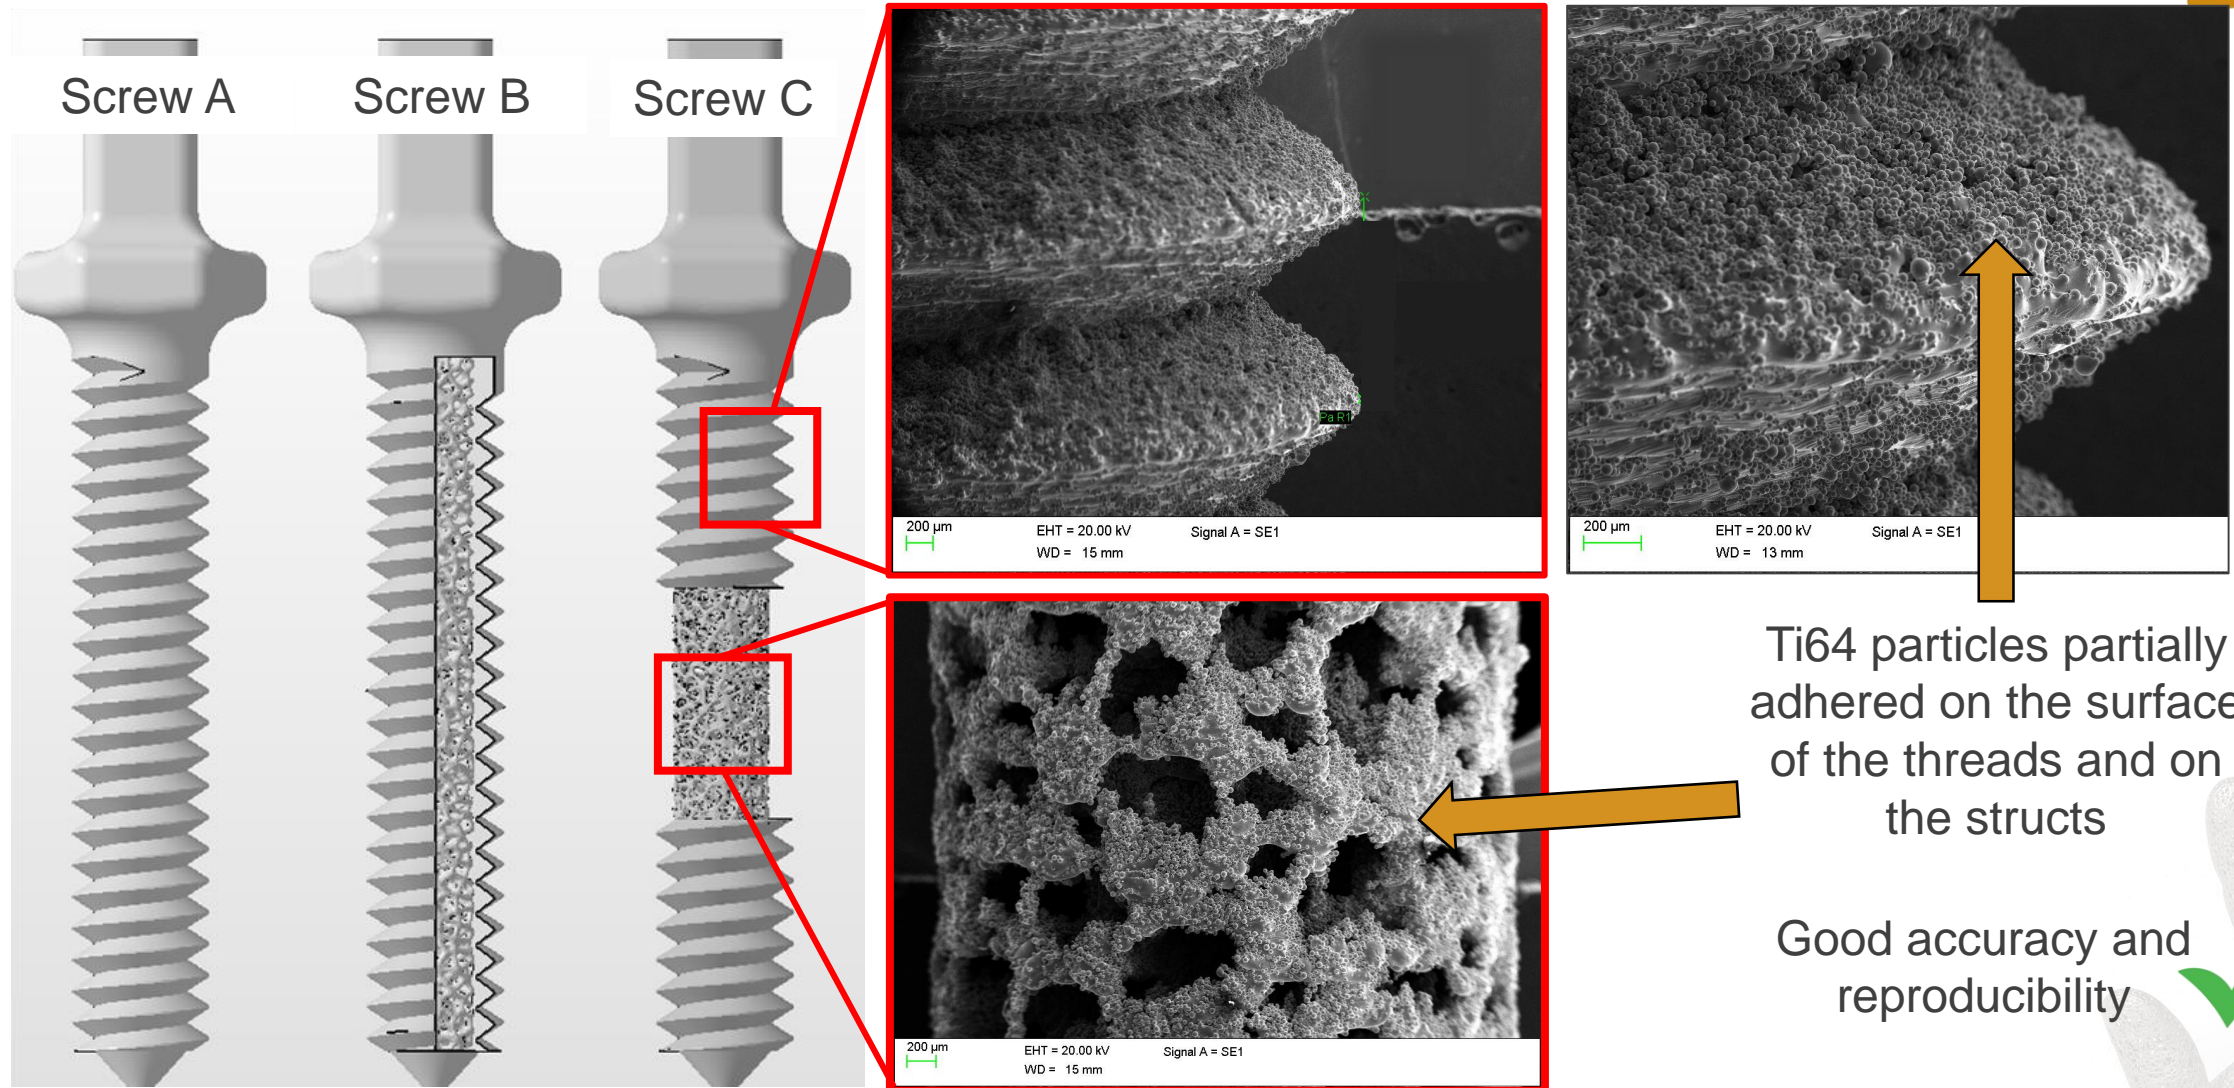 Screw A
Screw B
Screw C
Pa R1
200 µm
EHT = 20.00 kV
Signal A = SE1
WD = 15 mm
200 µm
EHT = 20.00 kV
Signal A = SE1
WD = 13 mm
200 µm
EHT = 20.00 kV
Signal A = SE1
WD = 15 mm
Ti64 particles partially
adhered on the surface
of the threads and on
the structs
Good accuracy and
reproducibility